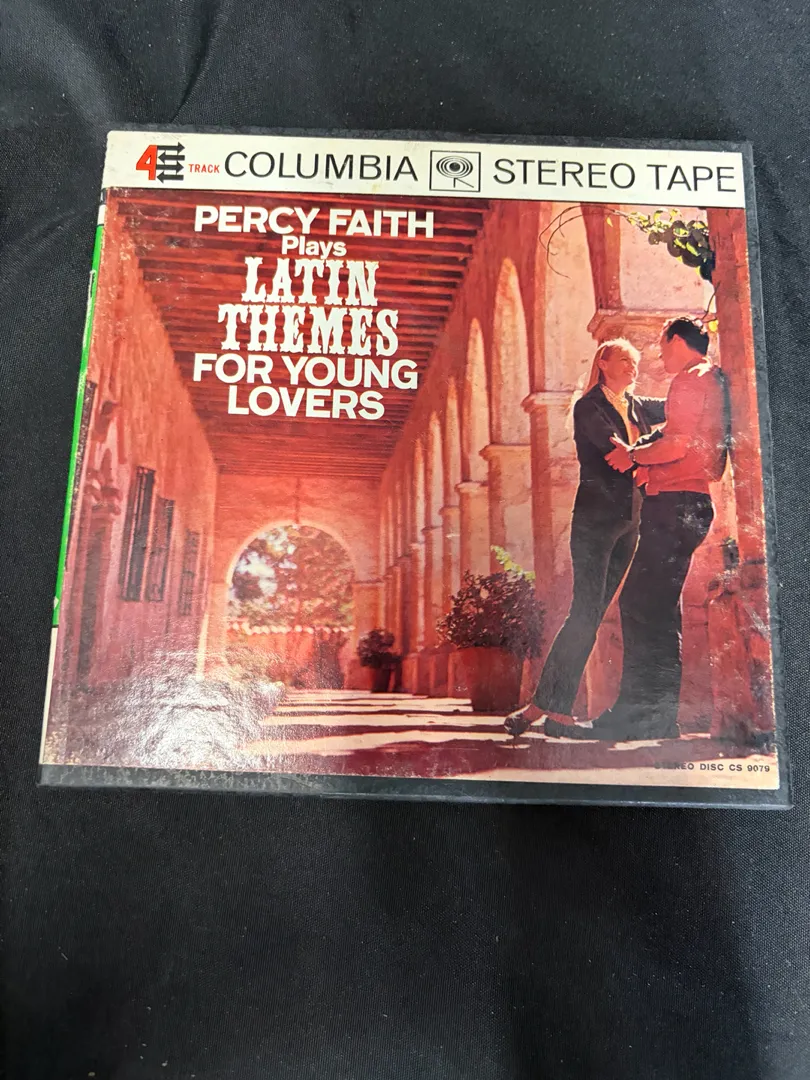 4 TRACK COLUMBIA STEREO TAPE
PERCY FAITH
Plays
LATIN
THEMES
FOR YOUNG
LOVERS
STEREO DISC CS 9079